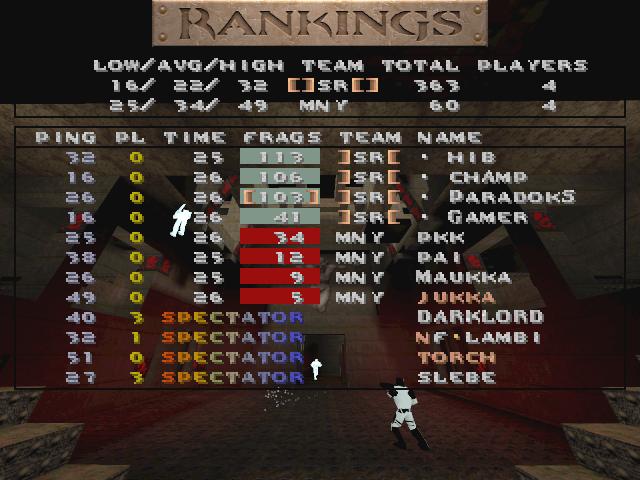 RANKINGS
LOW/AVG/HIGH TEAM TOTAL PLAYERS
16/ 22/ 32 []SR[] 363 4
25/ 34/ 49 MNY 60 4
PING PL TIME FRAGS TEAM NAME
32 0 25 113 ]SR[ · HIB
16 0 26 106 ]SR[ · CHAMP
26 0 26 [103] ]SR[ · PARADOKS
16 0 26 41 ]SR[ · GAMER
25 0 26 34 MNY PKK
38 0 25 12 MNY PAI
26 0 25 9 MNY MAUKKA
49 0 26 5 MNY JUKKA
40 3 SPECTATOR DARKLORD
32 1 SPECTATOR NF·LAMBI
51 0 SPECTATOR TORCH
27 3 SPECTATOR SLEBE